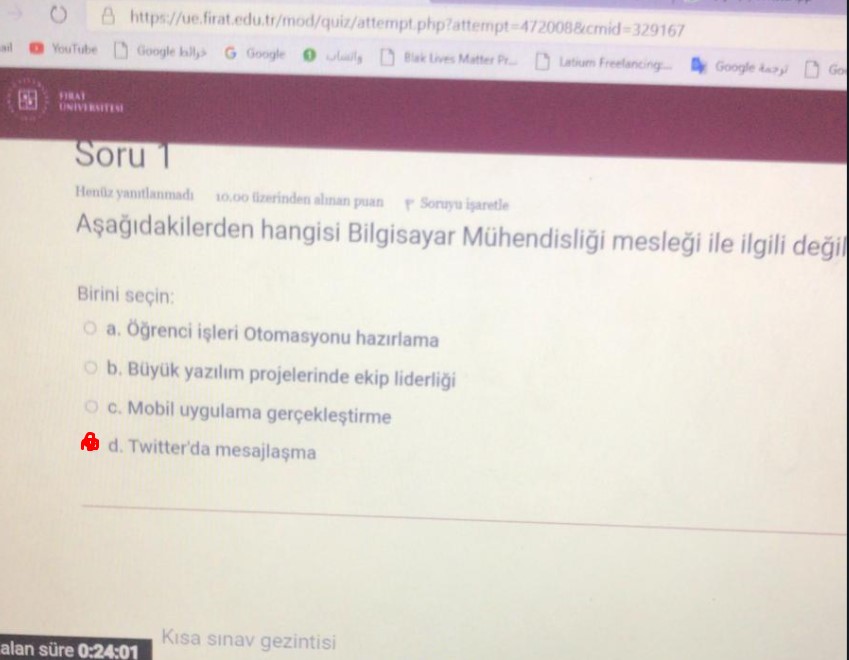 https://ue.firat.edu.tr/mod/quiz/attempt.php?attempt=472008&cmid=329167
ail YouTube خرائط Google Google واتساب Blak Lives Matter Pr... Latium Freelancing:... ترجمة Google Go
FIRAT
ÜNİVERSİTESİ
Soru 1
Henüz yanıtlanmadı 10.00 üzerinden alınan puan Soruyu işaretle
Aşağıdakilerden hangisi Bilgisayar Mühendisliği mesleği ile ilgili değil
Birini seçin:
a. Öğrenci işleri Otomasyonu hazırlama
b. Büyük yazılım projelerinde ekip liderliği
c. Mobil uygulama gerçekleştirme
d. Twitter'da mesajlaşma
Kısa sınav gezintisi
alan süre 0:24:01